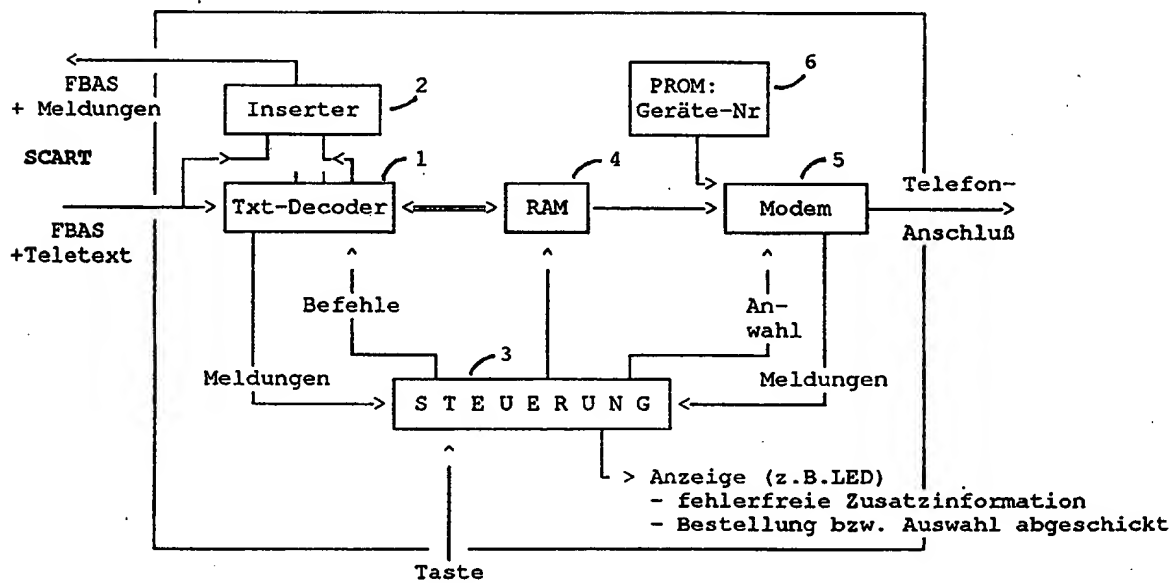 FBAS
+ Meldungen
SCART
FBAS
+Teletext
Inserter
2
Txt-Decoder
1
RAM
4
PROM:
Geräte-Nr
6
Modem
5
Telefon-
Anschluß
Befehle
An-
wahl
Meldungen
Meldungen
3
S T E U E R U N G
Anzeige (z.B.LED)
- fehlerfreie Zusatzinformation
- Bestellung bzw. Auswahl abgeschickt
Taste